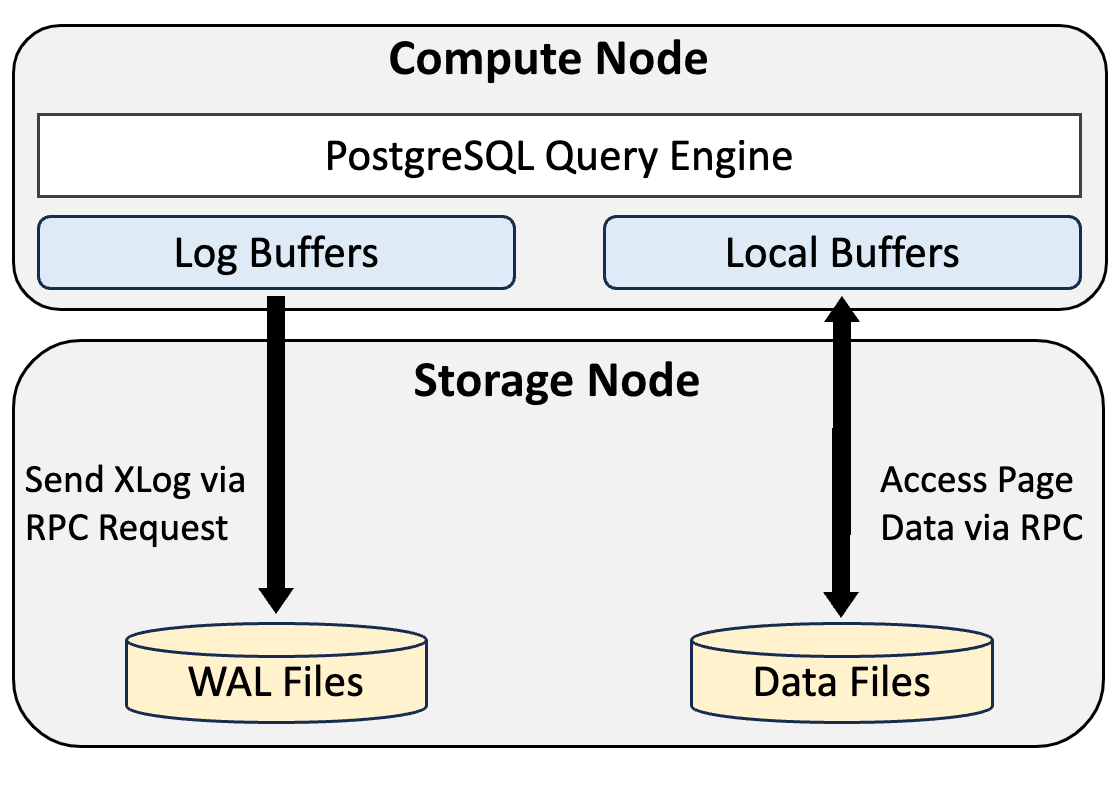 Compute Node
PostgreSQL Query Engine
Log Buffers
Local Buffers
Storage Node
Send XLog via
RPC Request
Access Page
Data via RPC
WAL Files
Data Files